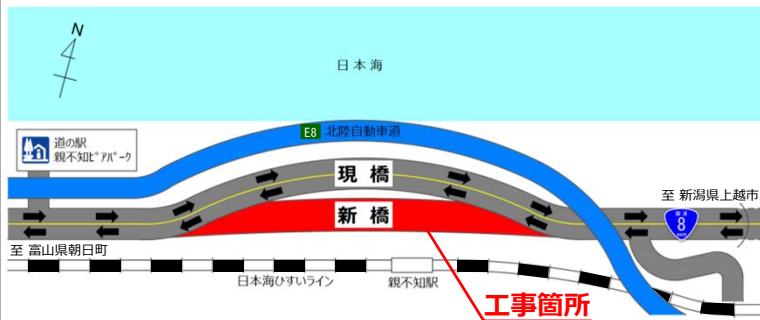 N
日本海
E8 北陸自動車道
道の駅
親不知ﾋﾟｱﾊﾟｰｸ
現橋
新橋
至 新潟県上越市
8
至 富山県朝日町
日本海ひすいライン
親不知駅
工事箇所